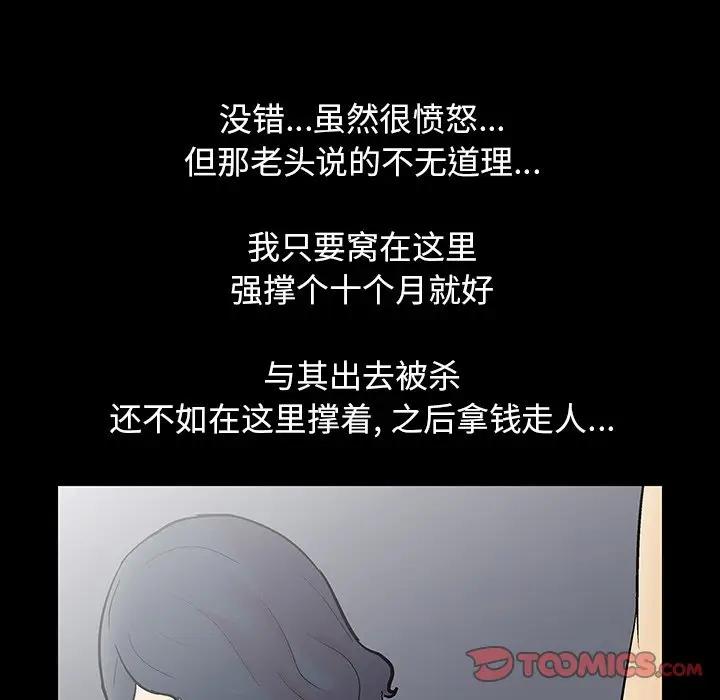 没错...虽然很愤怒...
但那老头说的不无道理...
我只要窝在这里
强撑个十个月就好
与其出去被杀
还不如在这里撑着, 之后拿钱走人...
TOOMICS.COM